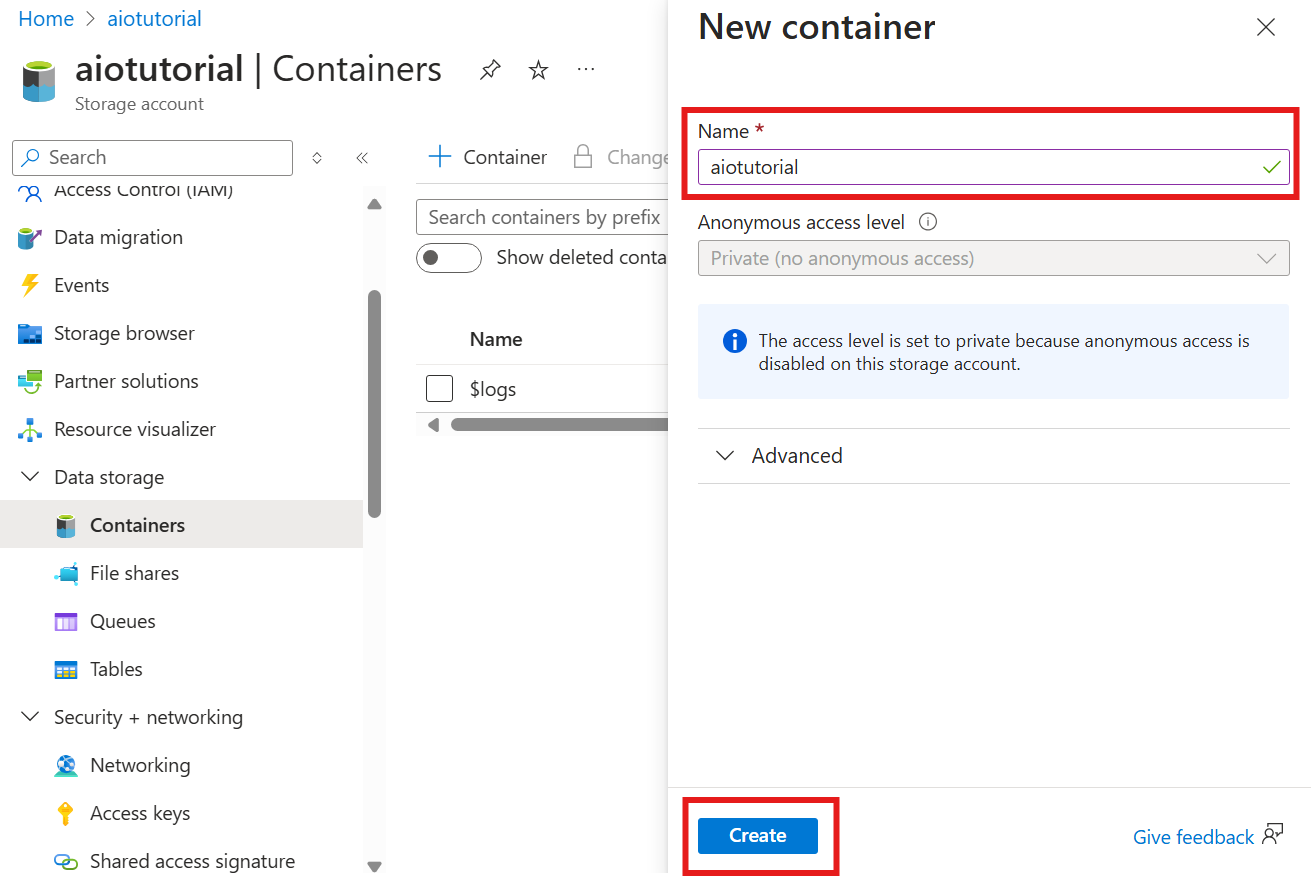 Home > aiotutorial
aiotutorial | Containers
Storage account
Search
Access Control (IAM)
Data migration
Events
Storage browser
Partner solutions
Resource visualizer
Data storage
Containers
File shares
Queues
Tables
Security + networking
Networking
Access keys
Shared access signature
Container
Change
Search containers by prefix
Show deleted conta
Name
$logs
New container
Name *
aiotutorial
Anonymous access level
Private (no anonymous access)
The access level is set to private because anonymous access is
disabled on this storage account.
Advanced
Create
Give feedback